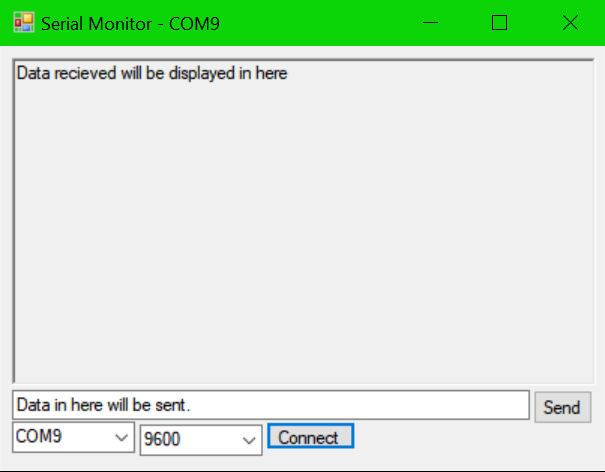 Serial Monitor - COM9
Data recieved will be displayed in here
Data in here will be sent.
Send
COM9
9600
Connect